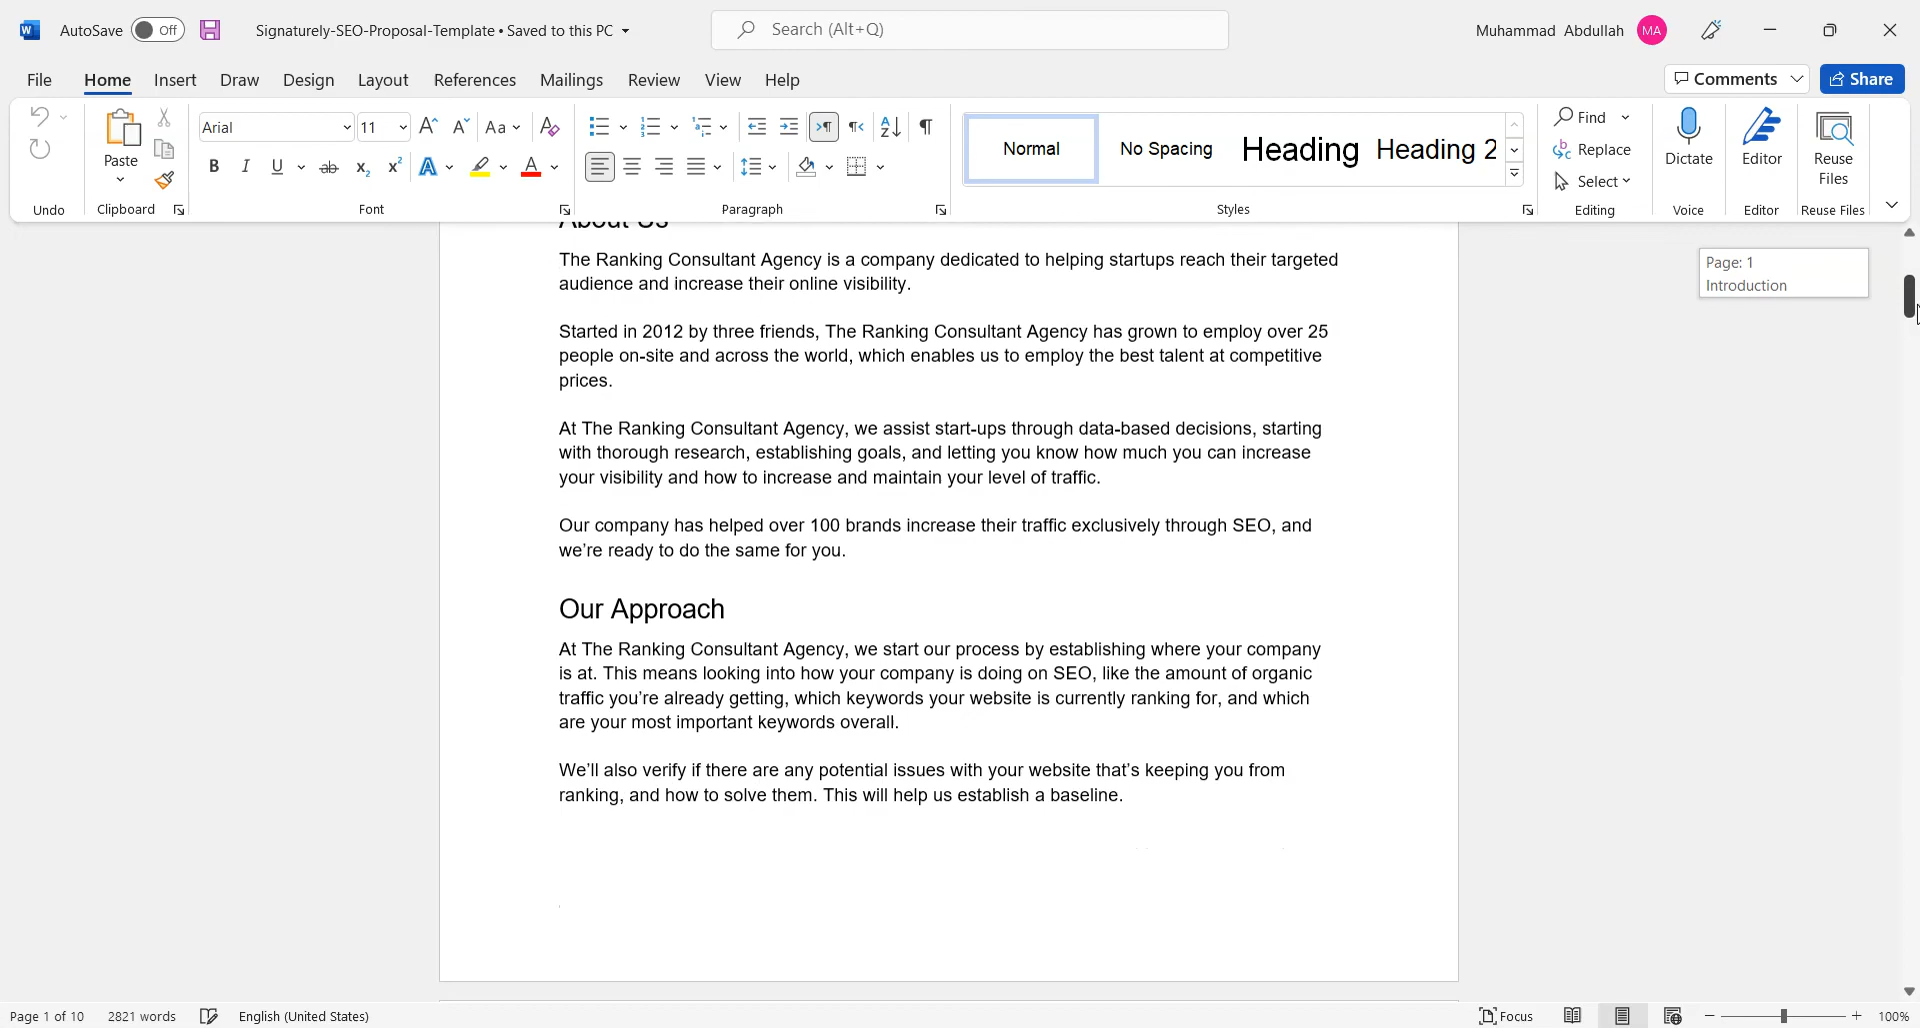 AutoSave Off Signaturely-SEO-Proposal-Template • Saved to this PC Search (Alt+Q) Muhammad Abdullah MA
File Home Insert Draw Design Layout References Mailings Review View Help Comments Share
Paste Arial 11 Aa Normal No Spacing Heading Heading 2 Find Replace Select Dictate Editor Reuse Files
Undo Clipboard Font Paragraph Styles Editing Voice Editor Reuse Files
About Us
The Ranking Consultant Agency is a company dedicated to helping startups reach their targeted
audience and increase their online visibility.
Page: 1
Introduction
Started in 2012 by three friends, The Ranking Consultant Agency has grown to employ over 25
people on-site and across the world, which enables us to employ the best talent at competitive
prices.
At The Ranking Consultant Agency, we assist start-ups through data-based decisions, starting
with thorough research, establishing goals, and letting you know how much you can increase
your visibility and how to increase and maintain your level of traffic.
Our company has helped over 100 brands increase their traffic exclusively through SEO, and
we're ready to do the same for you.
Our Approach
At The Ranking Consultant Agency, we start our process by establishing where your company
is at. This means looking into how your company is doing on SEO, like the amount of organic
traffic you're already getting, which keywords your website is currently ranking for, and which
are your most important keywords overall.
We'll also verify if there are any potential issues with your website that's keeping you from
ranking, and how to solve them. This will help us establish a baseline.
Page 1 of 10 2821 words English (United States) Focus 100%